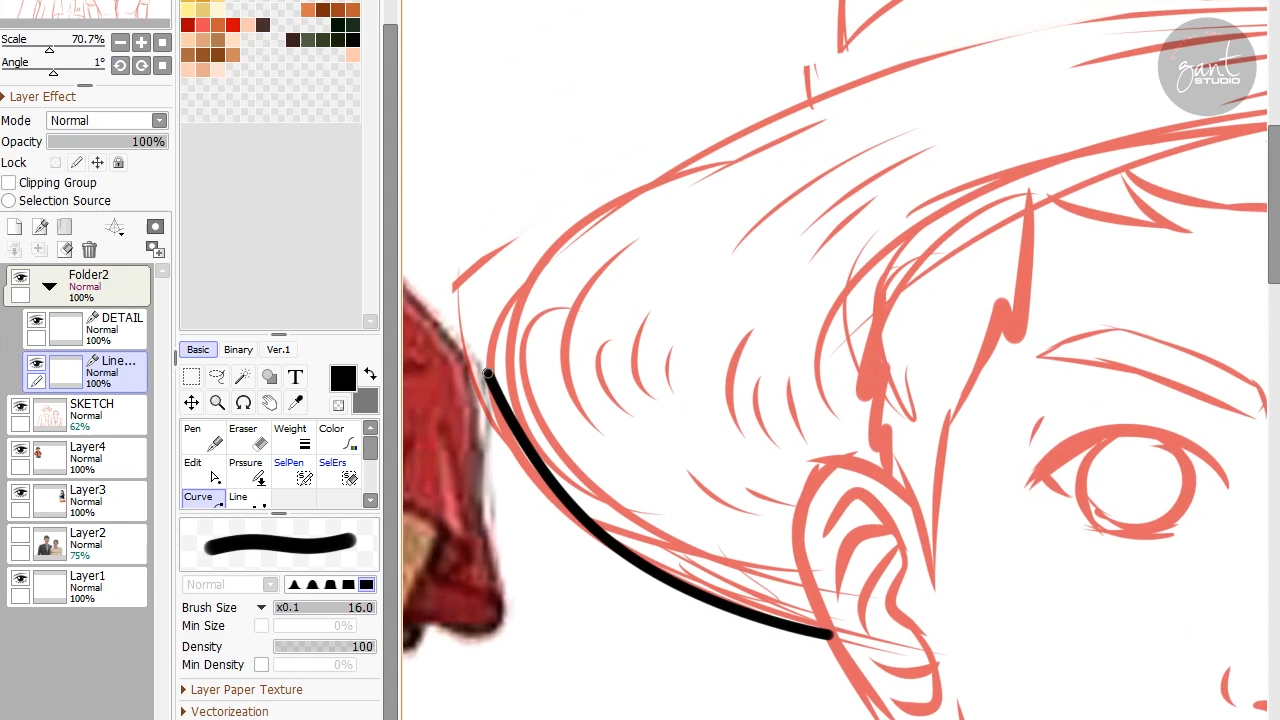 Scale 70.7%
Angle 1°
Layer Effect
Mode Normal
Opacity 100%
Lock
Clipping Group
Selection Source
Folder2
Normal
100%
DETAIL
Normal
100%
Line...
Normal
100%
SKETCH
Normal
62%
Layer4
Normal
100%
Layer3
Normal
100%
Layer2
Normal
75%
Layer1
Normal
100%
Basic Binary Ver.1
T
Pen Eraser Weight Color
Edit Prssure SelPen SelErs
Curve Line
Normal
Brush Size x0.1 16.0
Min Size 0%
Density 100
Min Density 0%
Layer Paper Texture
Vectorizeation
gant
STUDIO